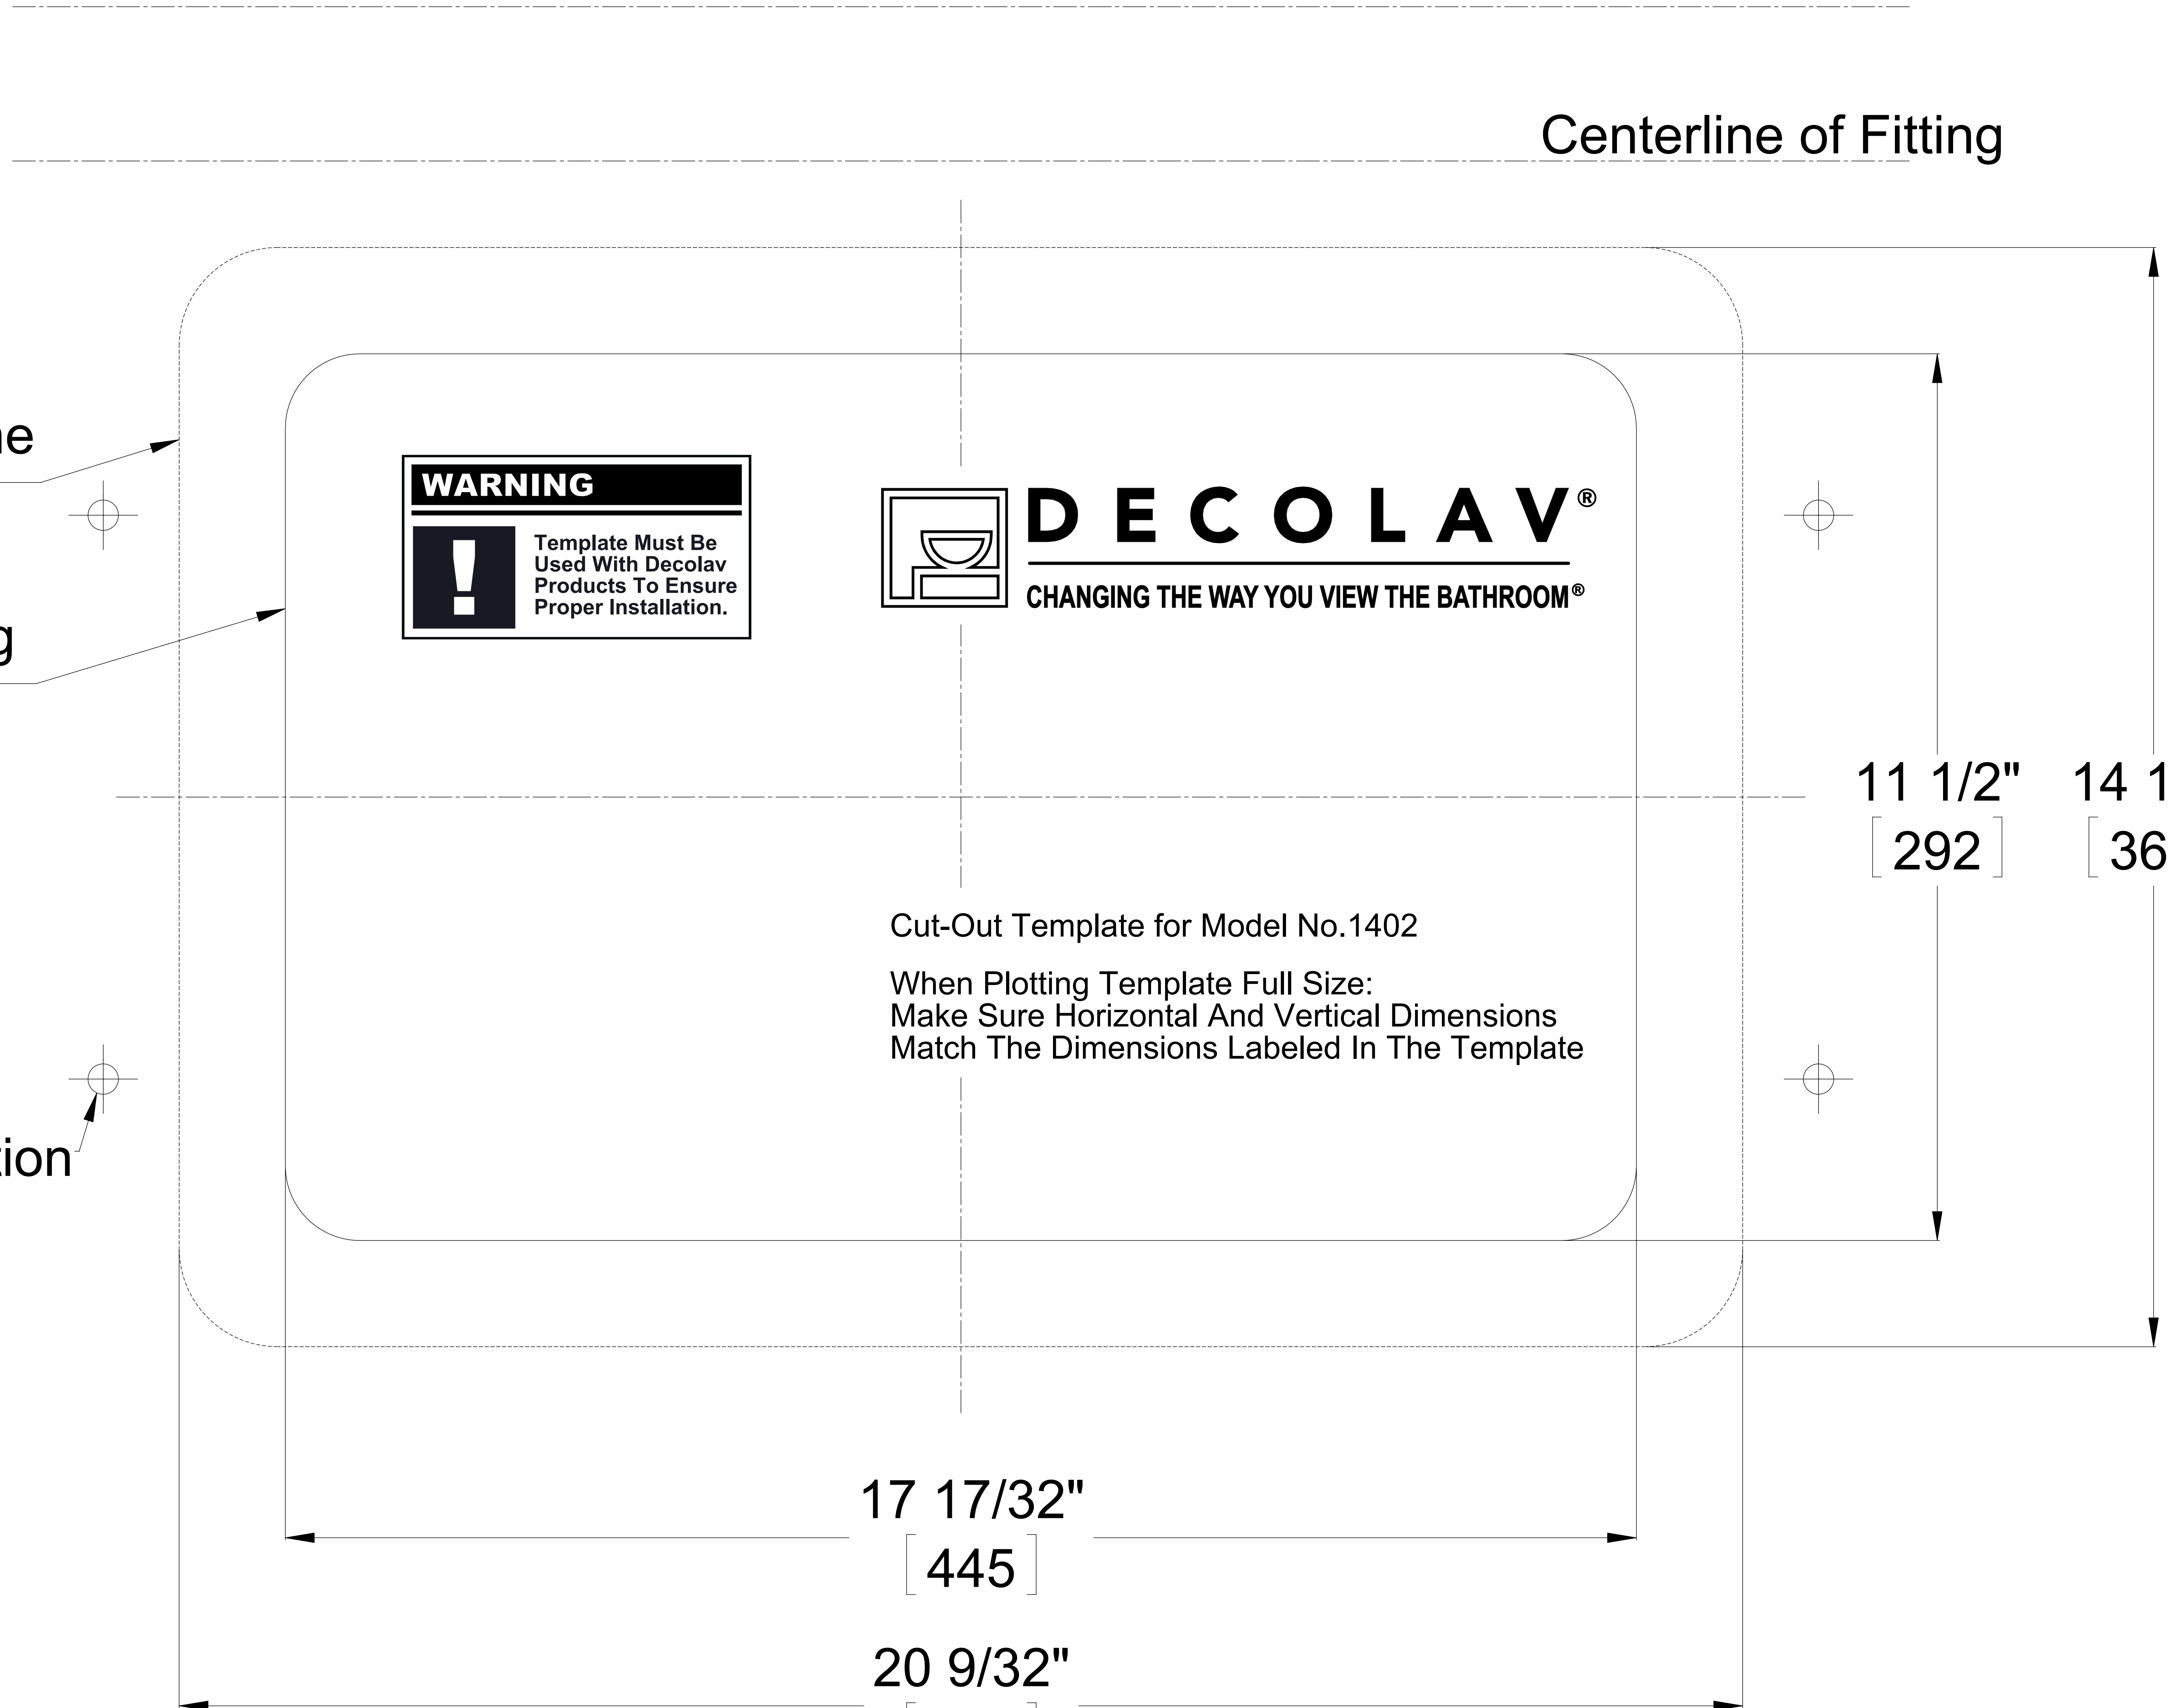 Centerline of Fitting
WARNING
!
Template Must Be
Used With Decolav
Products To Ensure
Proper Installation.
DECOLAV®
CHANGING THE WAY YOU VIEW THE BATHROOM®
11 1/2"
292
14 1
36
Cut-Out Template for Model No.1402
When Plotting Template Full Size:
Make Sure Horizontal And Vertical Dimensions
Match The Dimensions Labeled In The Template
17 17/32"
445
20 9/32"